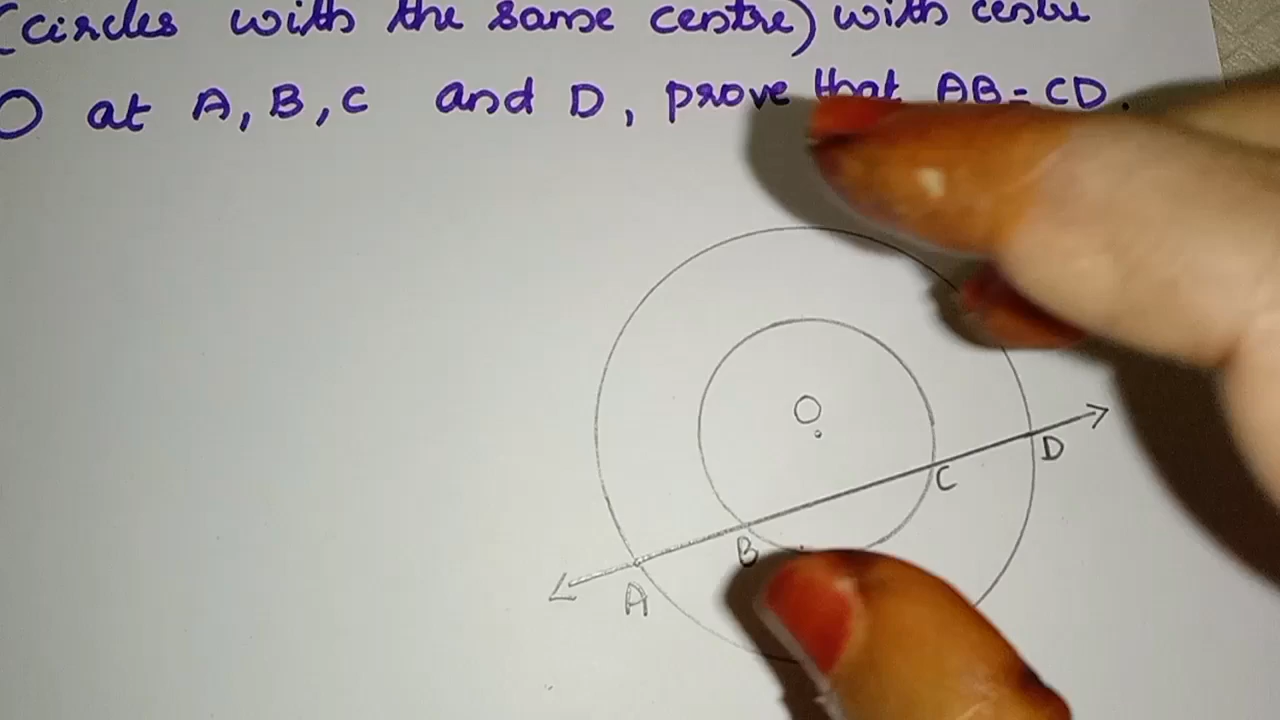 (circles with the same centre) with centre
O at A, B, C and D, prove that AB = CD.
O
D
C
B
A